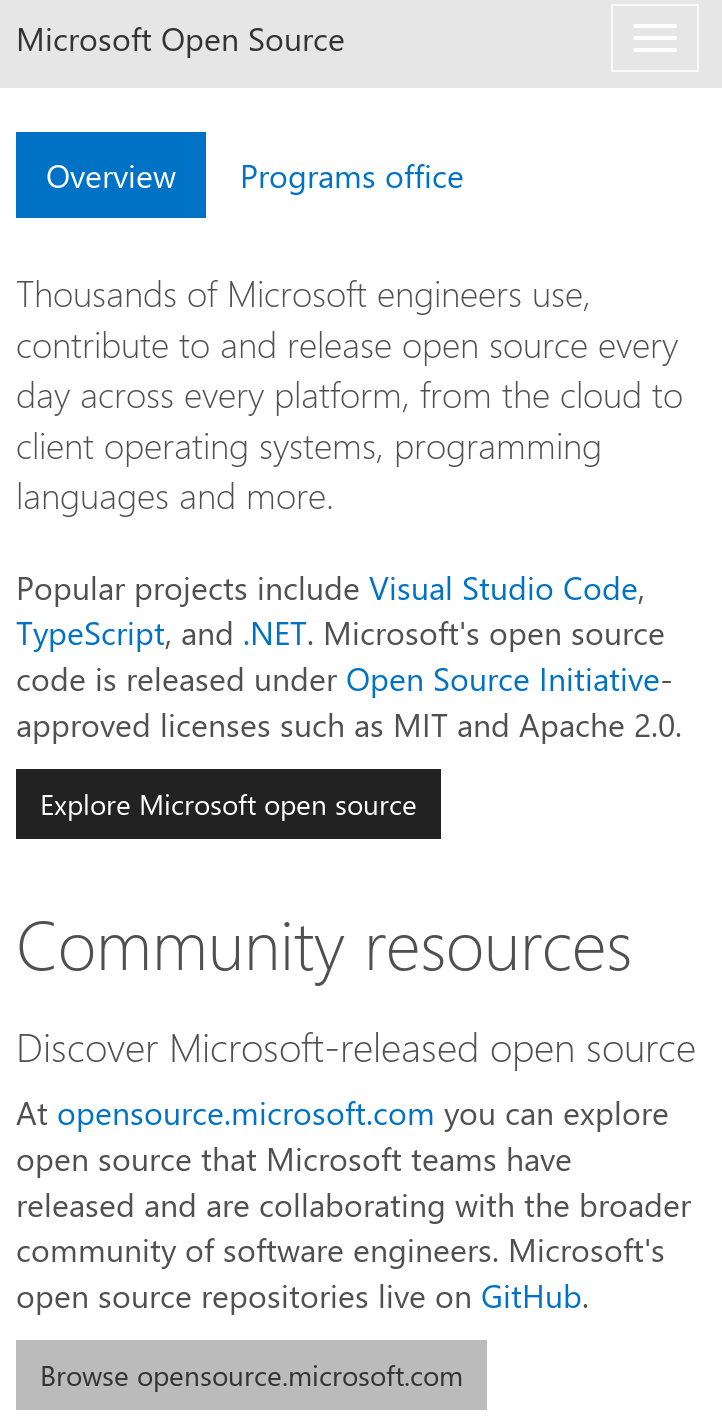 Microsoft Open Source
Overview
Programs office
Thousands of Microsoft engineers use,
contribute to and release open source every
day across every platform, from the cloud to
client operating systems, programming
languages and more.
Popular projects include Visual Studio Code,
TypeScript, and .NET. Microsoft's open source
code is released under Open Source Initiative-
approved licenses such as MIT and Apache 2.0.
Explore Microsoft open source
Community resources
Discover Microsoft-released open source
At opensource.microsoft.com you can explore
open source that Microsoft teams have
released and are collaborating with the broader
community of software engineers. Microsoft's
open source repositories live on GitHub.
Browse opensource.microsoft.com